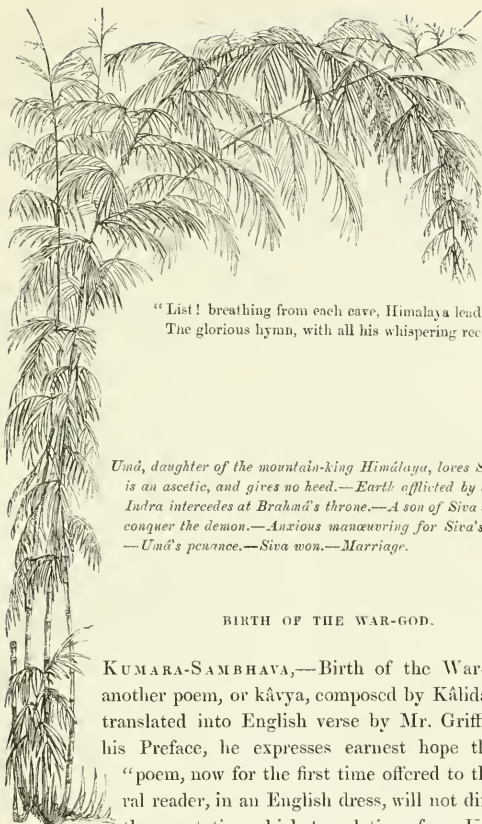 “List! breathing from each cave, Himalaya lead
The glorious hymn, with all his whispering ree
Umâ, daughter of the mountain-king Himálaya, loves S
is an ascetic, and gives no heed.—Earth afflicted by
Indra intercedes at Brahmâ's throne.—A son of Siva
conquer the demon.—Anxious manœuvring for Siva's
—Umâ's penance.—Siva won.—Marriage.
BIRTH OF THE WAR-GOD.
KUMARA-SAMBHAVA,—Birth of the War-
another poem, or kâvya, composed by Kâlida
translated into English verse by Mr. Griff
his Preface, he expresses earnest hope th
“poem, now for the first time offered to th
ral reader, in an English dress, will not di